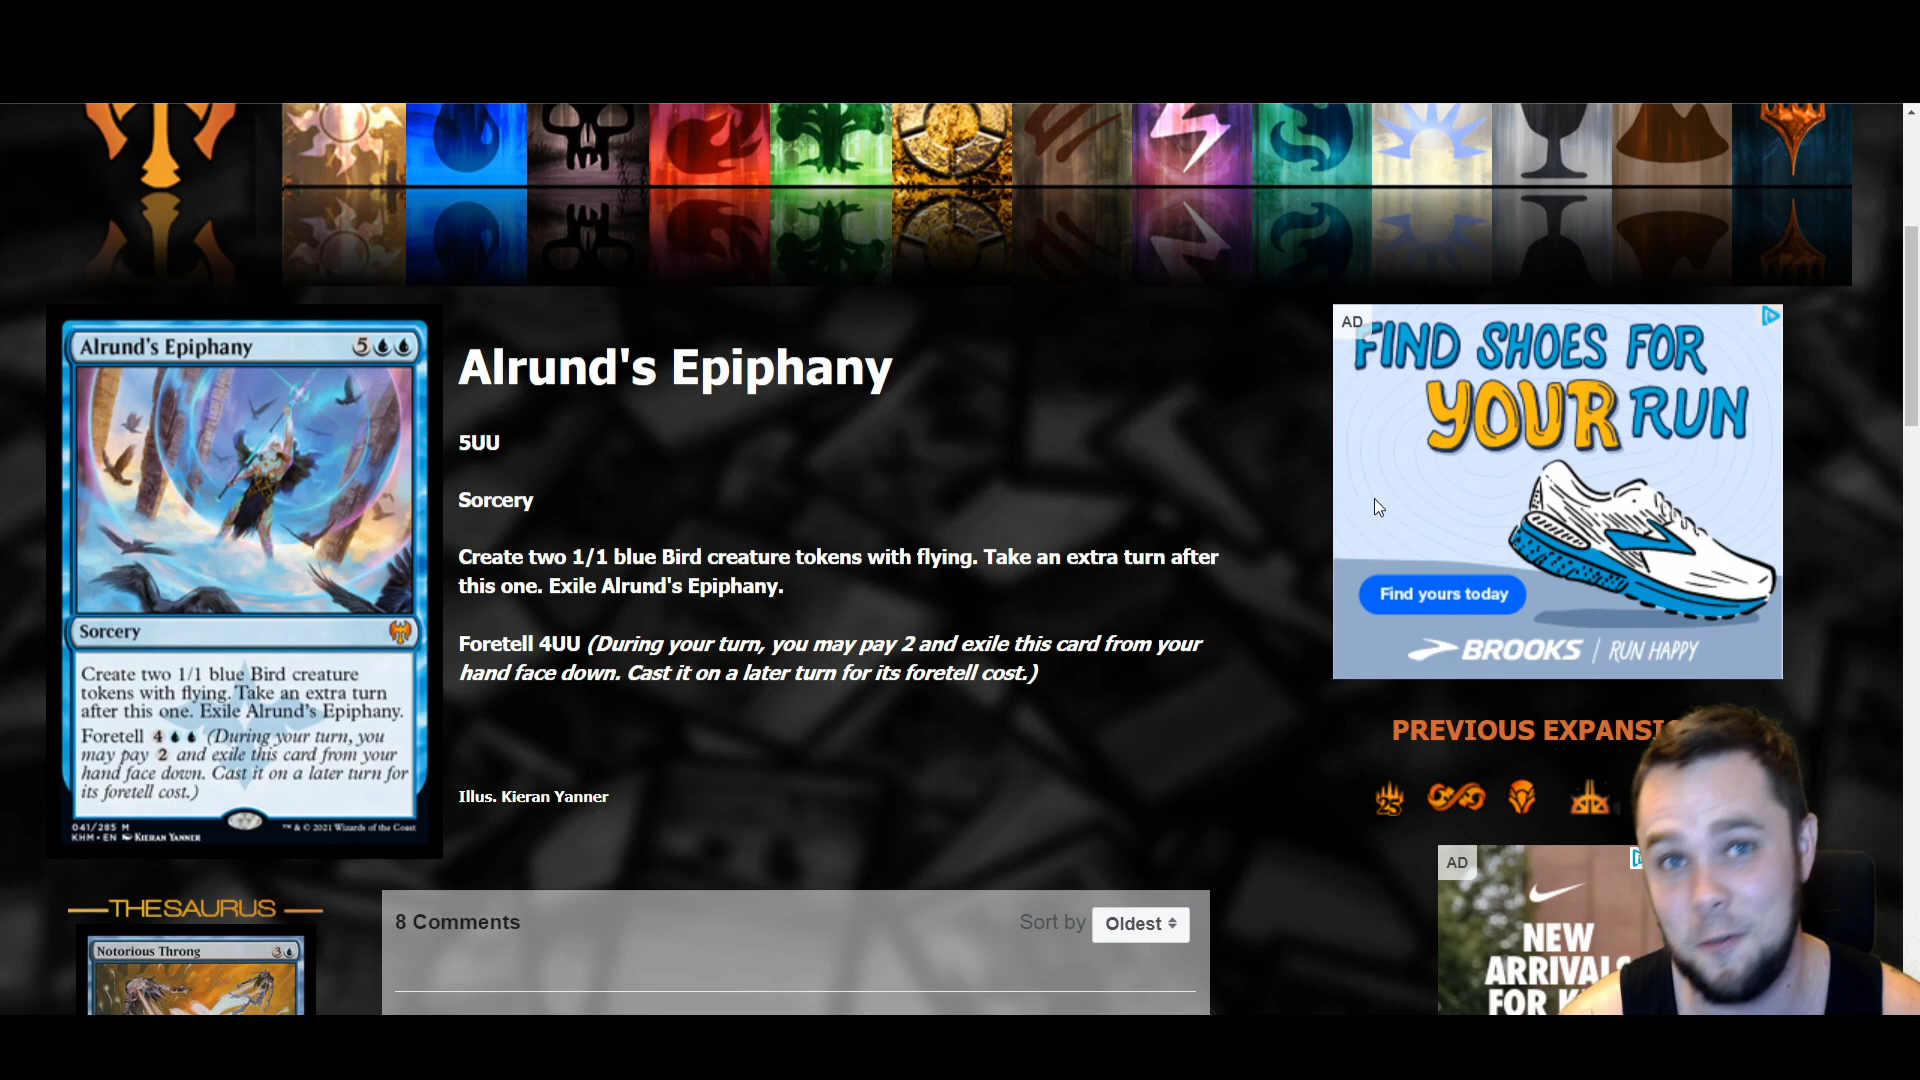 Alrund's Epiphany 5
Sorcery
Create two 1/1 blue Bird creature
tokens with flying. Take an extra turn
after this one. Exile Alrund's Epiphany.
Foretell 4 (During your turn, you
may pay 2 and exile this card from your
hand face down. Cast it on a later turn for
its foretell cost.)
041/285 M
KHM • EN KIERAN YANNER
™ & © 2021 Wizards of the Coast
Alrund's Epiphany
5UU
Sorcery
Create two 1/1 blue Bird creature tokens with flying. Take an extra turn after
this one. Exile Alrund's Epiphany.
Foretell 4UU (During your turn, you may pay 2 and exile this card from your
hand face down. Cast it on a later turn for its foretell cost.)
Illus. Kieran Yanner
AD
FIND SHOES FOR
YOUR RUN
Find yours today
BROOKS | RUN HAPPY
PREVIOUS EXPANSI
25
THESAURUS
Notorious Throng 3
8 Comments
Sort by Oldest
AD
NEW
ARRIVALS
FOR K